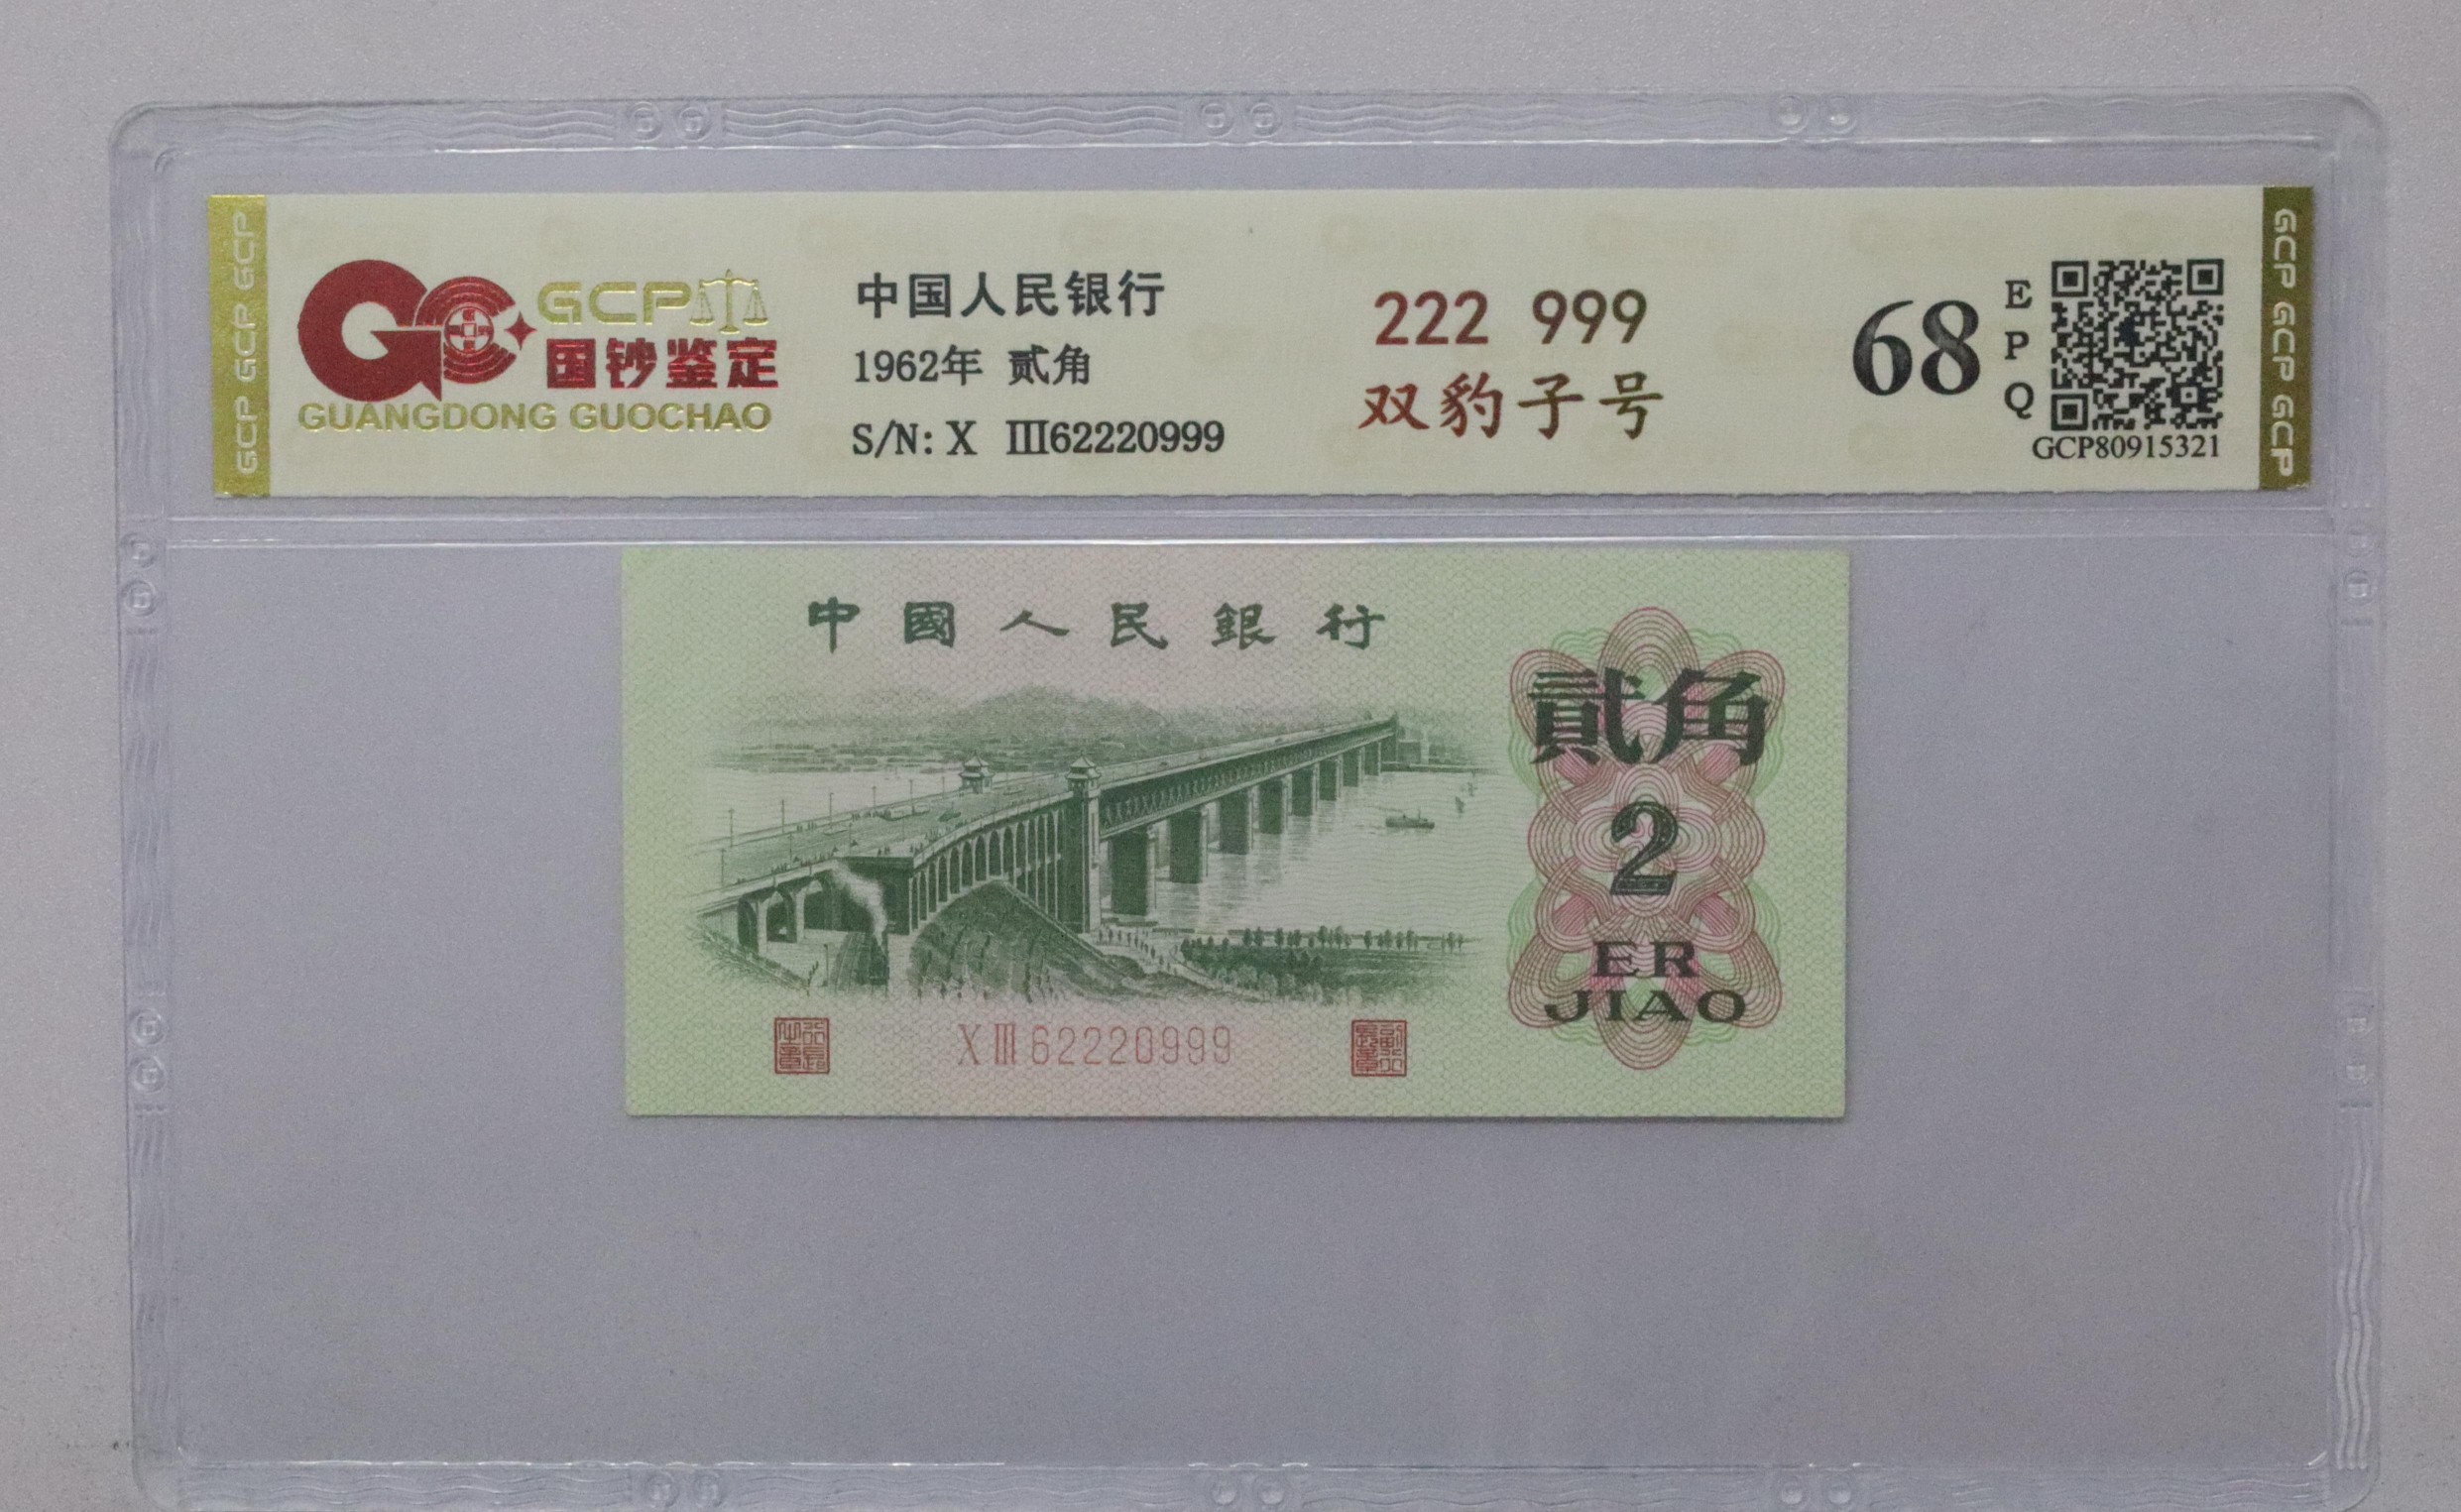 GCP GCP GCP
GCP
国钞鉴定
GUANGDONG GUOCHAO
中国人民银行
1962年 贰角
S/N: X III62220999
222 999
双豹子号
68
E
P
Q
GCP80915321
GCP GCP GCP
中國人民銀行
貳角
2
ER
JIAO
X III 62220999